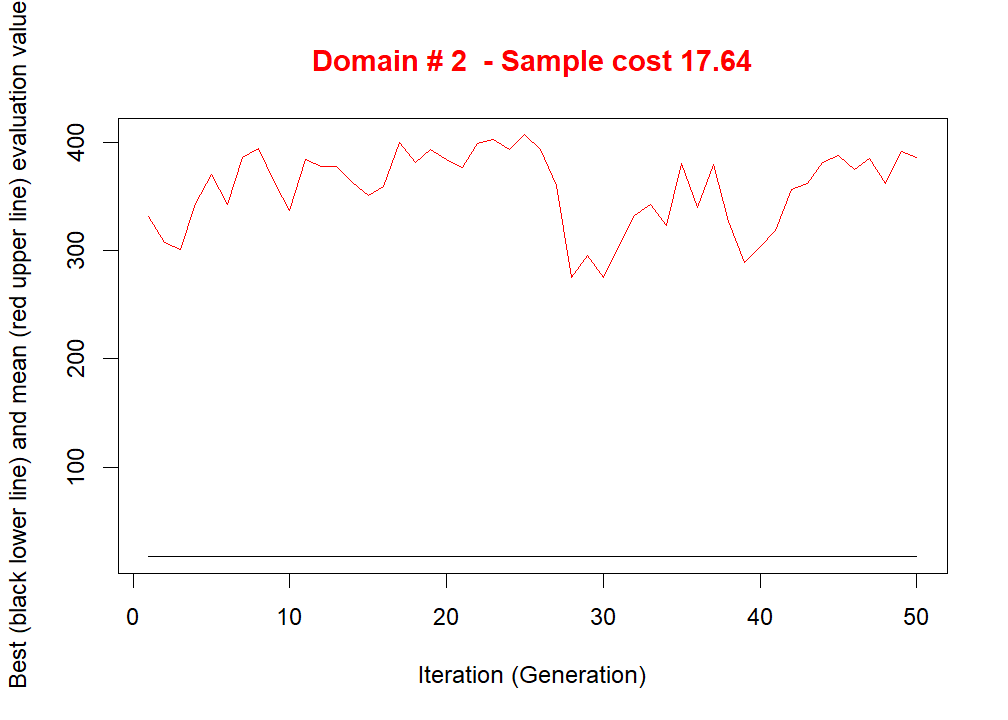 Domain # 2  - Sample cost 17.64
Best (black lower line) and mean (red upper line) evaluation value
400
300
200
100
0 10 20 30 40 50
Iteration (Generation)